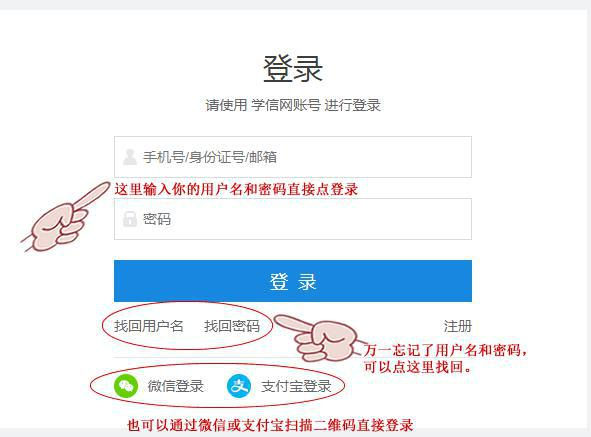 登录
请使用 学信网账号 进行登录
手机号/身份证号/邮箱
这里输入你的用户名和密码直接点登录
密码
登 录
找回用户名 找回密码 注册
万一忘记了用户名和密码，
可以点这里找回。
微信登录 支付宝登录
也可以通过微信或支付宝扫描二维码直接登录